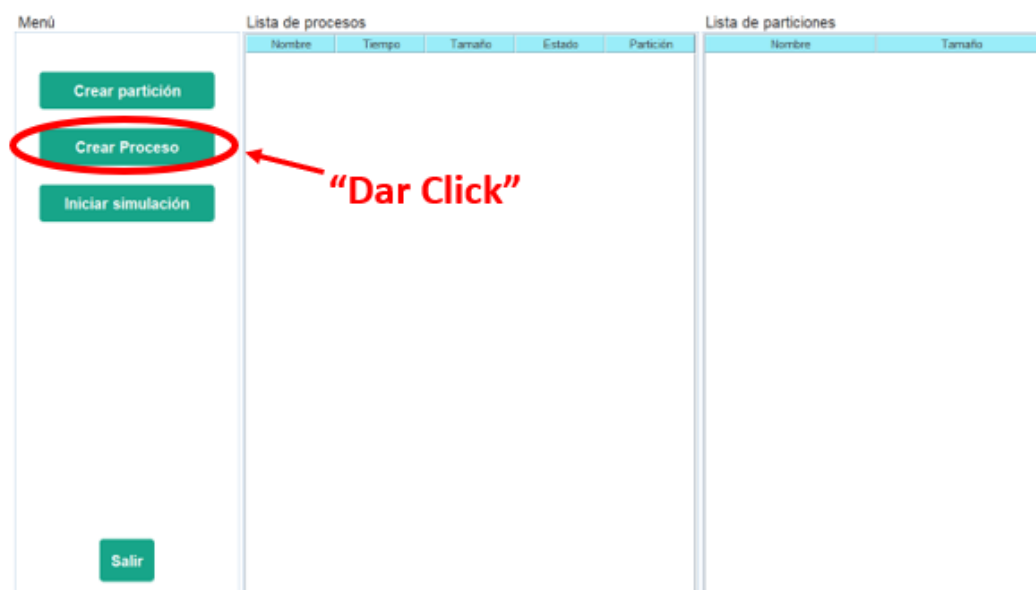 Menú
Lista de procesos
Lista de particiones
Nombre Tiempo Tamaño Estado Partición
Nombre Tamaño
Crear partición
Crear Proceso
“Dar Click”
Iniciar simulación
Salir